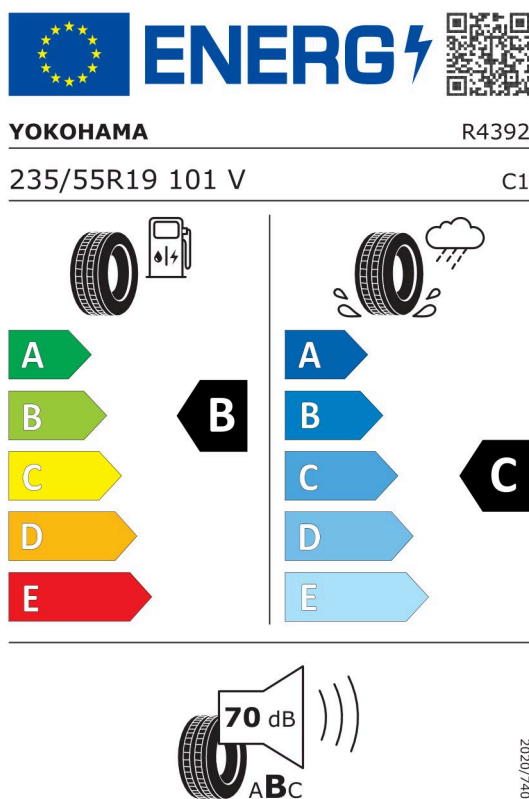 ENERG
YOKOHAMA R4392
235/55R19 101 V C1
A A
B B B
C C C
D D
E E
70 dB
ABC
2020/740